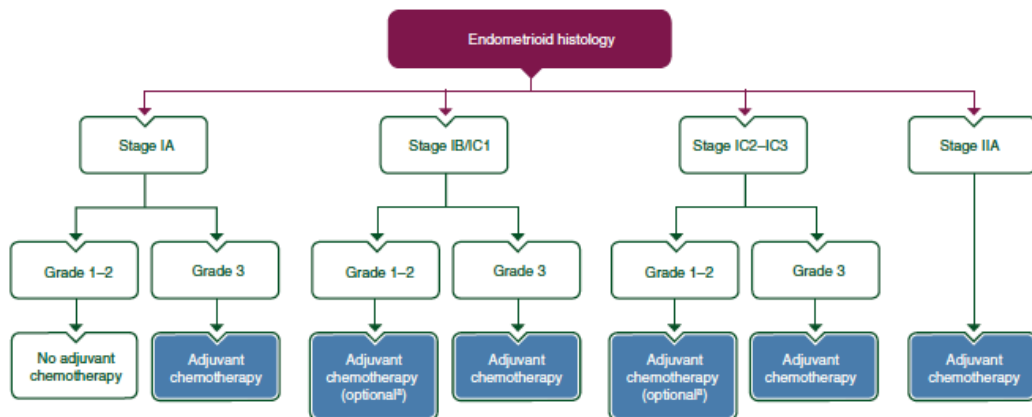 Endometrioid histology
Stage IA
Stage IB/IC1
Stage IC2–IC3
Stage IIA
Grade 1–2
Grade 3
Grade 1–2
Grade 3
Grade 1–2
Grade 3
No adjuvant
chemotherapy
Adjuvant
chemotherapy
Adjuvant
chemotherapy
(optionalᵃ)
Adjuvant
chemotherapy
Adjuvant
chemotherapy
(optionalᵃ)
Adjuvant
chemotherapy
Adjuvant
chemotherapy